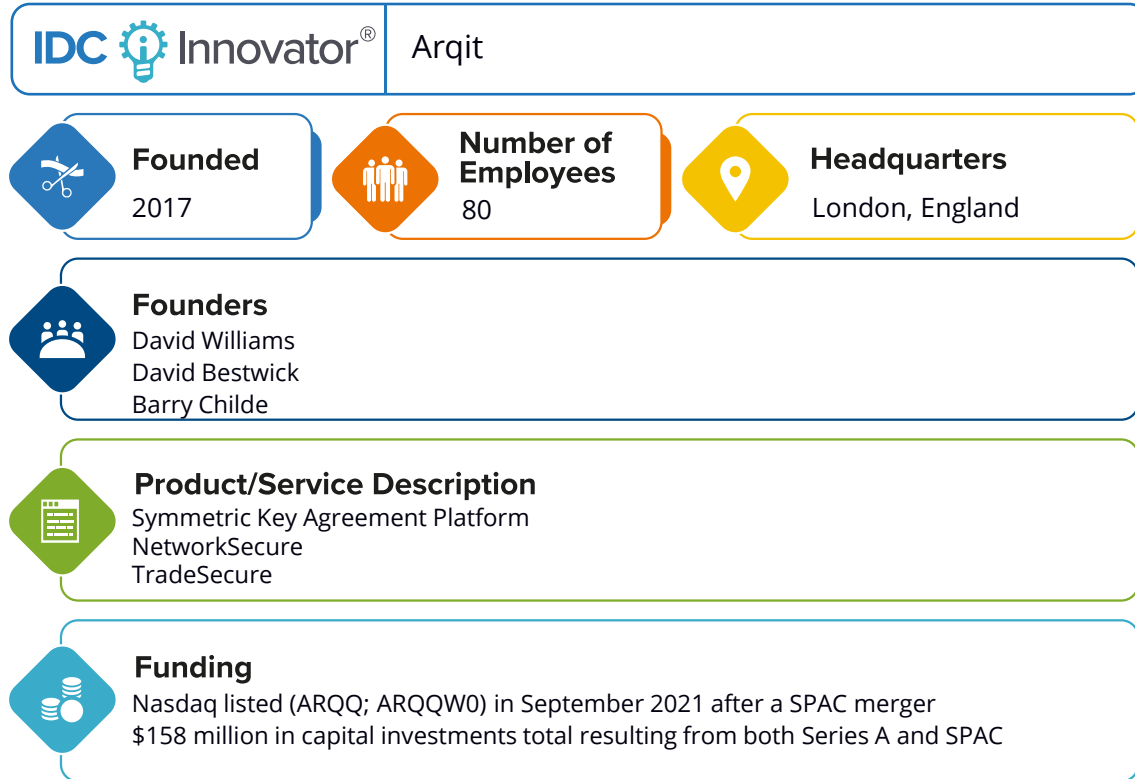 IDC Innovator®
Arqit
Founded
2017
Number of
Employees
80
Headquarters
London, England
Founders
David Williams
David Bestwick
Barry Childe
Product/Service Description
Symmetric Key Agreement Platform
NetworkSecure
TradeSecure
Funding
Nasdaq listed (ARQQ; ARQQW0) in September 2021 after a SPAC merger
$158 million in capital investments total resulting from both Series A and SPAC